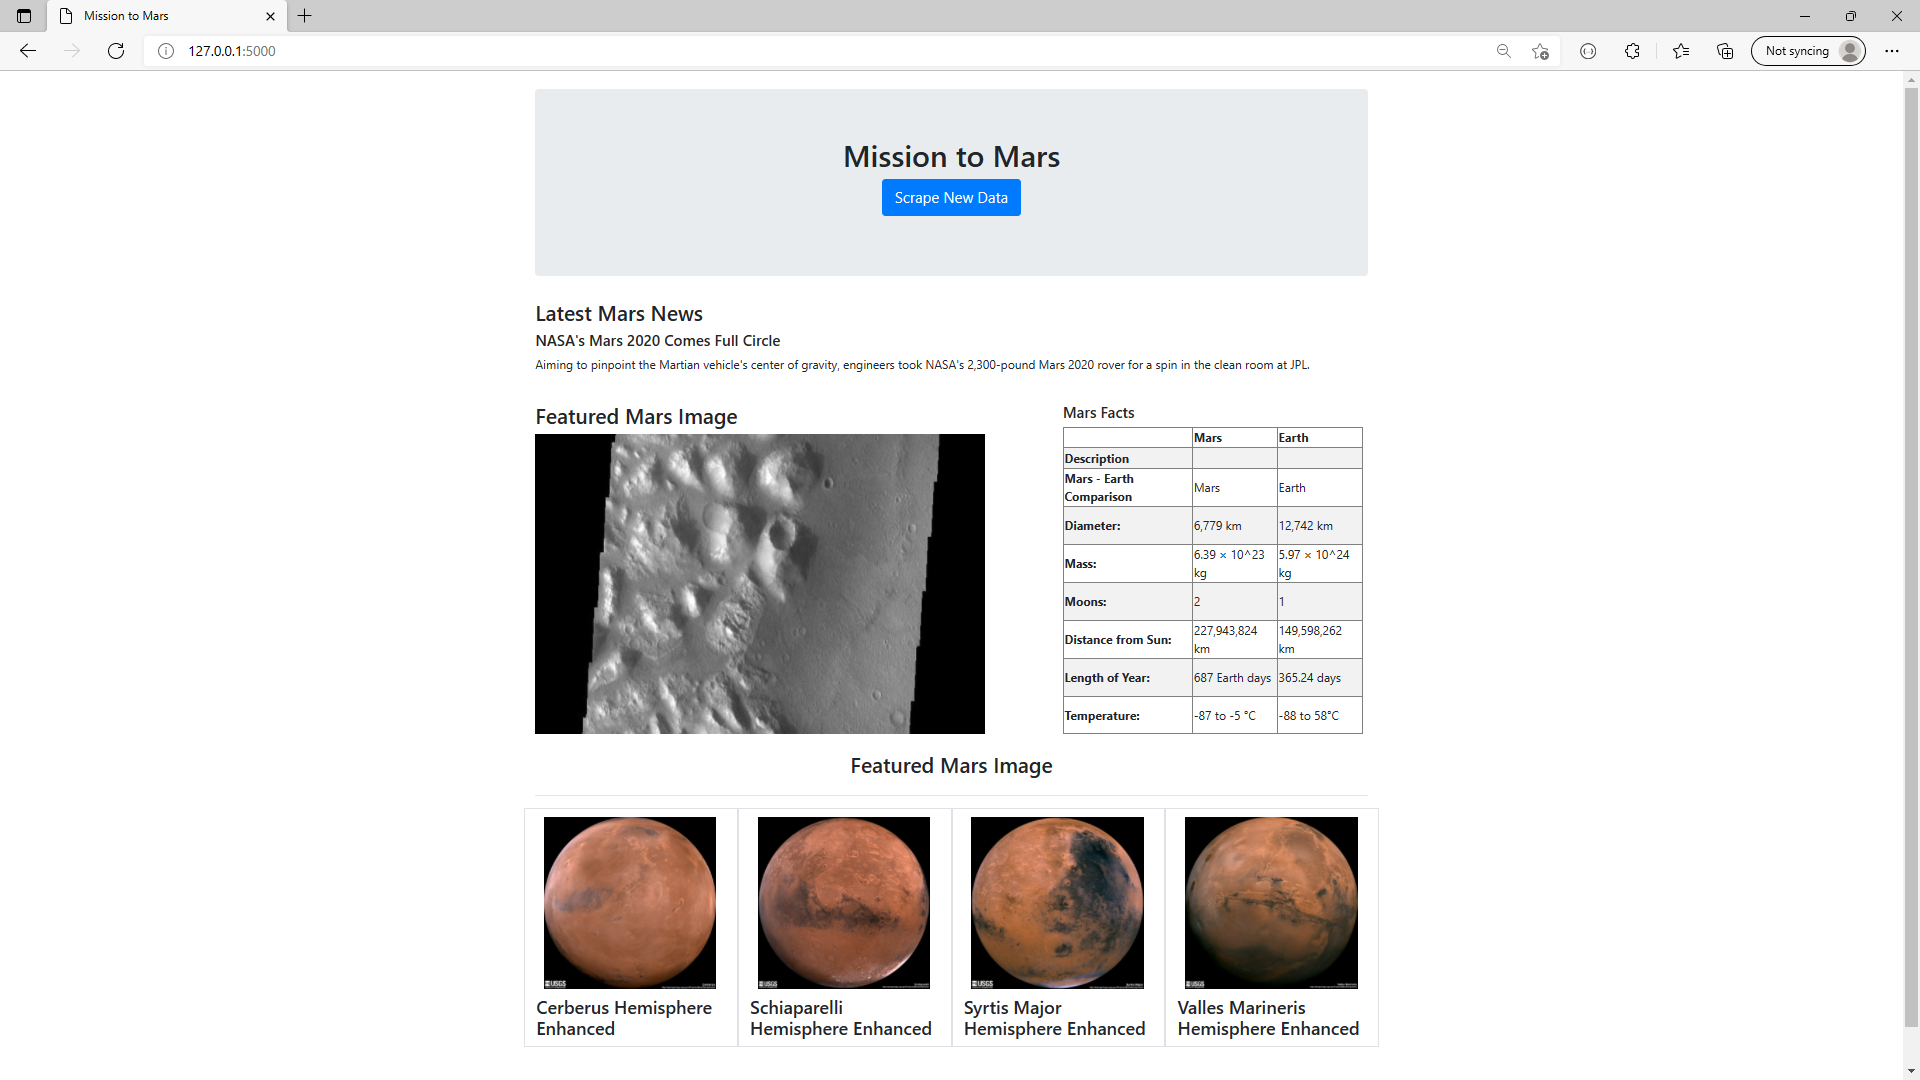 Mission to Mars
127.0.0.1:5000
Not syncing
Mission to Mars
Scrape New Data
Latest Mars News
NASA's Mars 2020 Comes Full Circle
Aiming to pinpoint the Martian vehicle's center of gravity, engineers took NASA's 2,300-pound Mars 2020 rover for a spin in the clean room at JPL.
Featured Mars Image
Mars Facts
Mars Earth
Description
Mars - Earth
Comparison
Mars Earth
Diameter: 6,779 km 12,742 km
Mass: 6.39 × 10^23
kg 5.97 × 10^24
kg
Moons: 2 1
Distance from Sun: 227,943,824
km 149,598,262
km
Length of Year: 687 Earth days 365.24 days
Temperature: -87 to -5 °C -88 to 58°C
Featured Mars Image
USGS
USGS
USGS
USGS
Cerberus Hemisphere
Enhanced
Schiaparelli
Hemisphere Enhanced
Syrtis Major
Hemisphere Enhanced
Valles Marineris
Hemisphere Enhanced